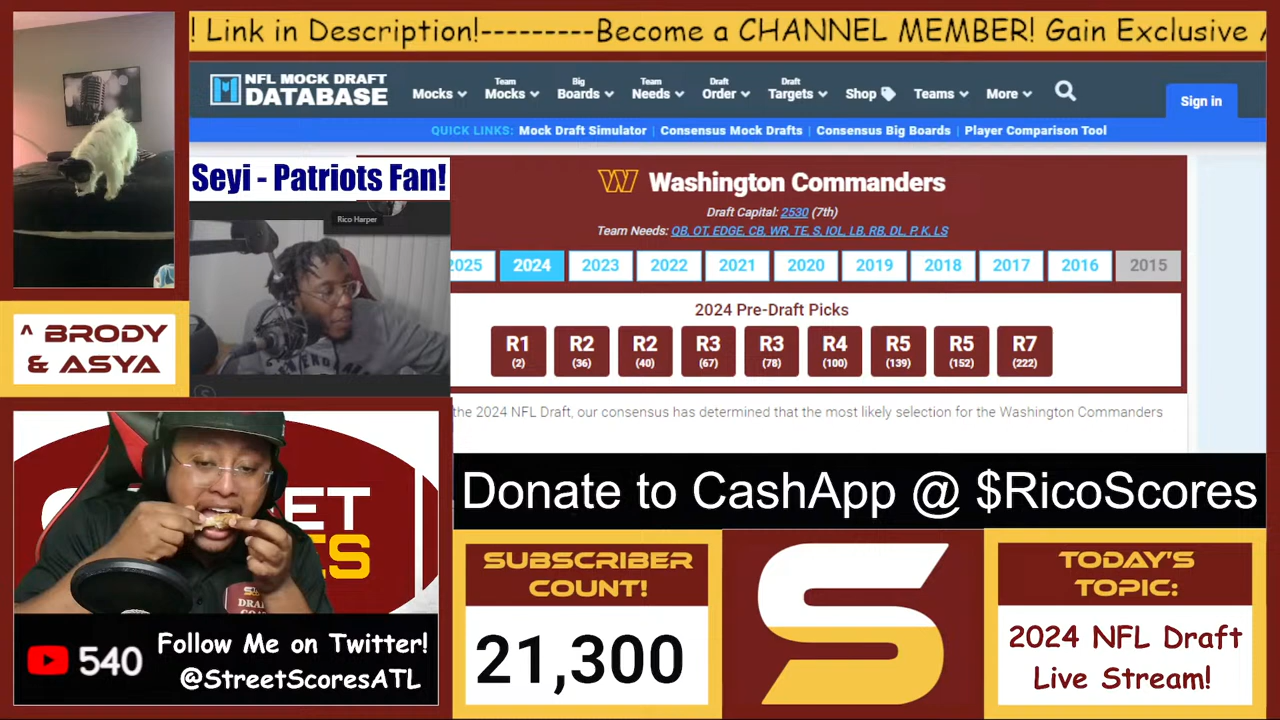 ! Link in Description!---------Become a CHANNEL MEMBER! Gain Exclusive
NFL MOCK DRAFT
DATABASE
Mocks
Team
Mocks
Big
Boards
Team
Needs
Draft
Order
Draft
Targets
Shop
Teams
More
Sign in
QUICK LINKS: Mock Draft Simulator | Consensus Mock Drafts | Consensus Big Boards | Player Comparison Tool
Seyi - Patriots Fan!
Rico Harper
Washington Commanders
Draft Capital: 2530 (7th)
Team Needs: QB, OT, EDGE, CB, WR, TE, S, IOL, LB, RB, DL, P, K, LS
2025 2024 2023 2022 2021 2020 2019 2018 2017 2016 2015
2024 Pre-Draft Picks
R1 R2 R2 R3 R3 R4 R5 R5 R7
(2) (36) (40) (67) (78) (100) (139) (152) (222)
the 2024 NFL Draft, our consensus has determined that the most likely selection for the Washington Commanders
^ BRODY
& ASYA
Donate to CashApp @ $RicoScores
SUBSCRIBER
COUNT!
21,300
TODAY'S
TOPIC:
2024 NFL Draft
Live Stream!
540
Follow Me on Twitter!
@StreetScoresATL